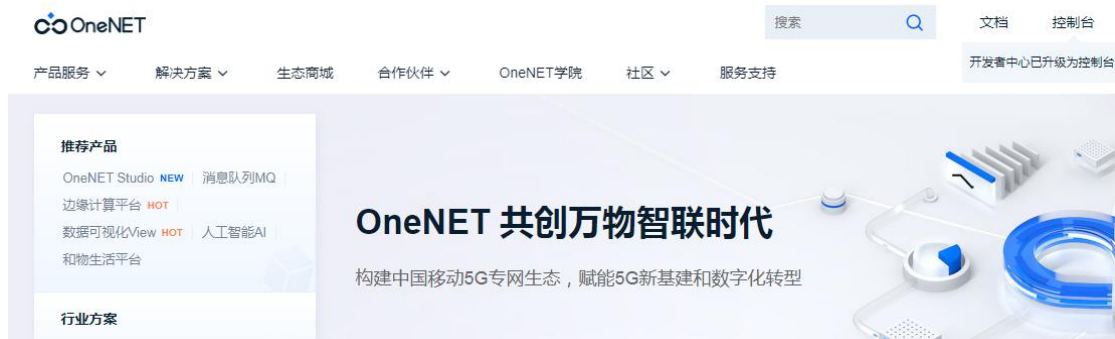 OneNET
搜索
文档 控制台
产品服务 解决方案 生态商城 合作伙伴 OneNET学院 社区 服务支持
开发者中心已升级为控制台
推荐产品
OneNET Studio NEW 消息队列MQ
边缘计算平台 HOT
数据可视化View HOT 人工智能AI
和物生活平台
OneNET 共创万物智联时代
构建中国移动5G专网生态，赋能5G新基建和数字化转型
行业方案